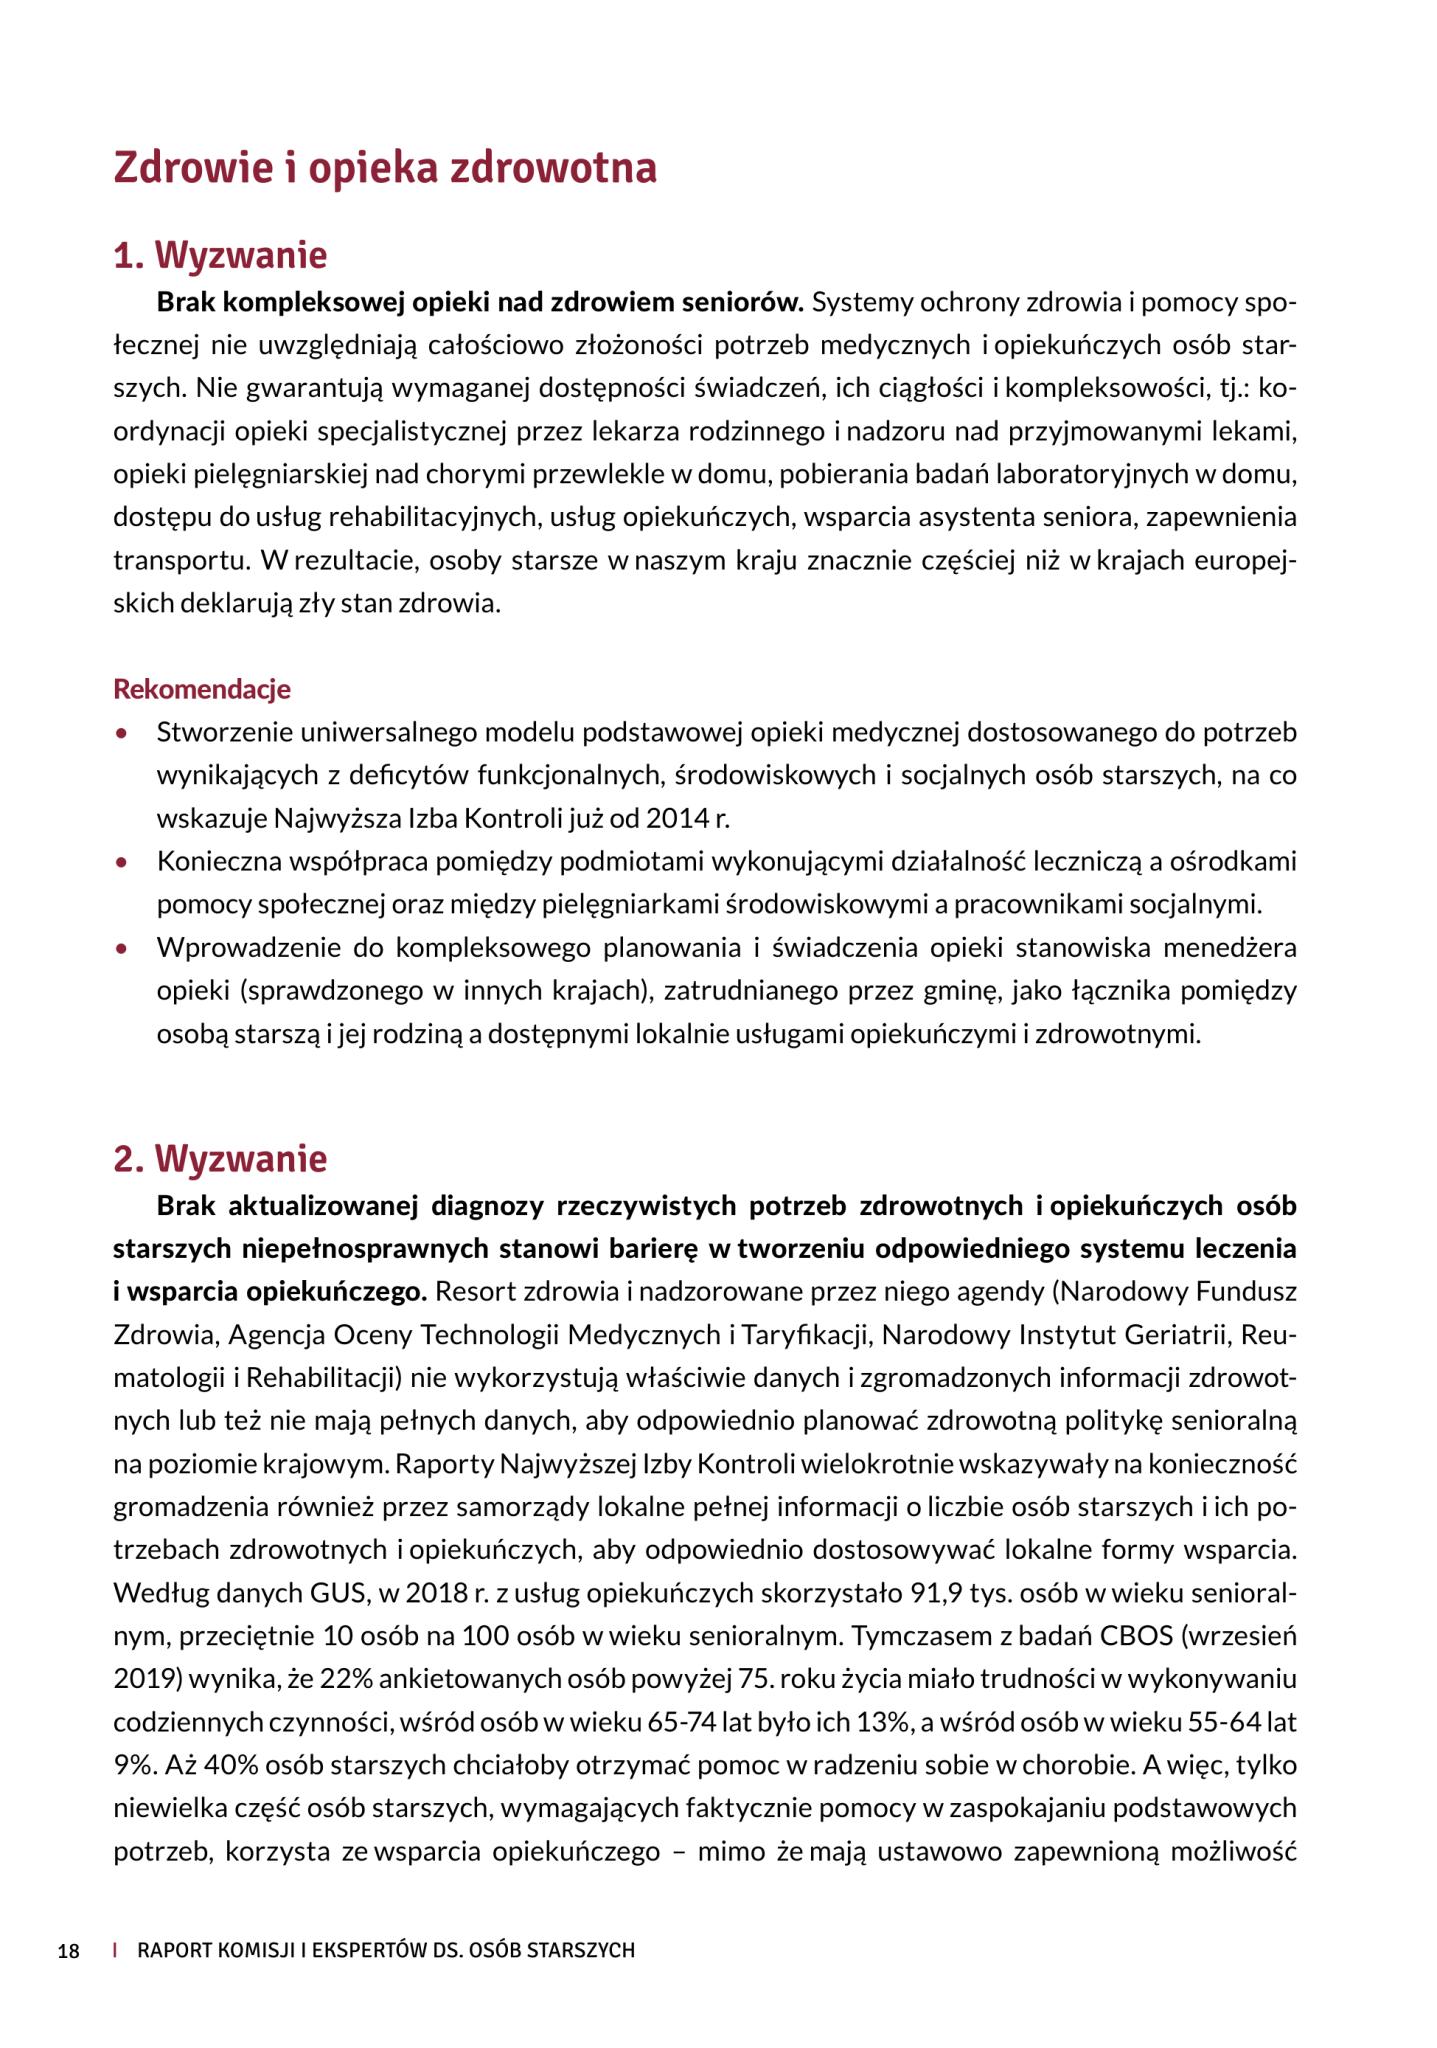 Zdrowie i opieka zdrowotna
1. Wyzwanie
Brak kompleksowej opieki nad zdrowiem seniorów. Systemy ochrony zdrowia i pomocy spo-
łecznej nie uwzględniają całościowo złożoności potrzeb medycznych i opiekuńczych osób star-
szych. Nie gwarantują wymaganej dostępności świadczeń, ich ciągłości i kompleksowości, tj.: ko-
ordynacji opieki specjalistycznej przez lekarza rodzinnego i nadzoru nad przyjmowanymi lekami,
opieki pielęgniarskiej nad chorymi przewlekle w domu, pobierania badań laboratoryjnych w domu,
dostępu do usług rehabilitacyjnych, usług opiekuńczych, wsparcia asystenta seniora, zapewnienia
transportu. W rezultacie, osoby starsze w naszym kraju znacznie częściej niż w krajach europej-
skich deklarują zły stan zdrowia.
Rekomendacje
• Stworzenie uniwersalnego modelu podstawowej opieki medycznej dostosowanego do potrzeb
wynikających z deficytów funkcjonalnych, środowiskowych i socjalnych osób starszych, na co
wskazuje Najwyższa Izba Kontroli już od 2014 r.
• Konieczna współpraca pomiędzy podmiotami wykonującymi działalność leczniczą a ośrodkami
pomocy społecznej oraz między pielęgniarkami środowiskowymi a pracownikami socjalnymi.
• Wprowadzenie do kompleksowego planowania i świadczenia opieki stanowiska menedżera
opieki (sprawdzonego w innych krajach), zatrudnianego przez gminę, jako łącznika pomiędzy
osobą starszą i jej rodziną a dostępnymi lokalnie usługami opiekuńczymi i zdrowotnymi.
2. Wyzwanie
Brak aktualizowanej diagnozy rzeczywistych potrzeb zdrowotnych i opiekuńczych osób
starszych niepełnosprawnych stanowi barierę w tworzeniu odpowiedniego systemu leczenia
i wsparcia opiekuńczego. Resort zdrowia i nadzorowane przez niego agendy (Narodowy Fundusz
Zdrowia, Agencja Oceny Technologii Medycznych i Taryfikacji, Narodowy Instytut Geriatrii, Reu-
matologii i Rehabilitacji) nie wykorzystują właściwie danych i zgromadzonych informacji zdrowot-
nych lub też nie mają pełnych danych, aby odpowiednio planować zdrowotną politykę senioralną
na poziomie krajowym. Raporty Najwyższej Izby Kontroli wielokrotnie wskazywały na konieczność
gromadzenia również przez samorządy lokalne pełnej informacji o liczbie osób starszych i ich po-
trzebach zdrowotnych i opiekuńczych, aby odpowiednio dostosowywać lokalne formy wsparcia.
Według danych GUS, w 2018 r. z usług opiekuńczych skorzystało 91,9 tys. osób w wieku senioral-
nym, przeciętnie 10 osób na 100 osób w wieku senioralnym. Tymczasem z badań CBOS (wrzesień
2019) wynika, że 22% ankietowanych osób powyżej 75. roku życia miało trudności w wykonywaniu
codziennych czynności, wśród osób w wieku 65-74 lat było ich 13%, a wśród osób w wieku 55-64 lat
9%. Aż 40% osób starszych chciałoby otrzymać pomoc w radzeniu sobie w chorobie. A więc, tylko
niewielka część osób starszych, wymagających faktycznie pomocy w zaspokajaniu podstawowych
potrzeb, korzysta ze wsparcia opiekuńczego – mimo że mają ustawowo zapewnioną możliwość
18 | RAPORT KOMISJI I EKSPERTÓW DS. OSÓB STARSZYCH